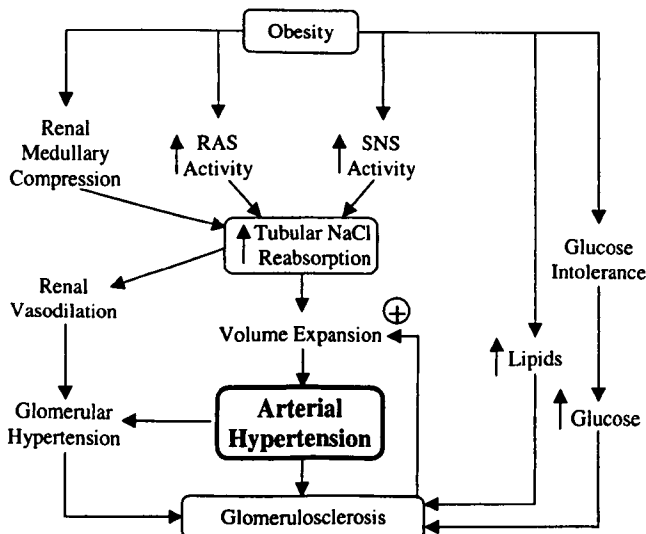 Obesity
Renal
Medullary
Compression
↑ RAS
Activity
↑ SNS
Activity
↑ Tubular NaCl
Reabsorption
Glucose
Intolerance
Renal
Vasodilation
+
Volume Expansion
↑ Lipids
↑ Glucose
Glomerular
Hypertension
Arterial
Hypertension
Glomerulosclerosis